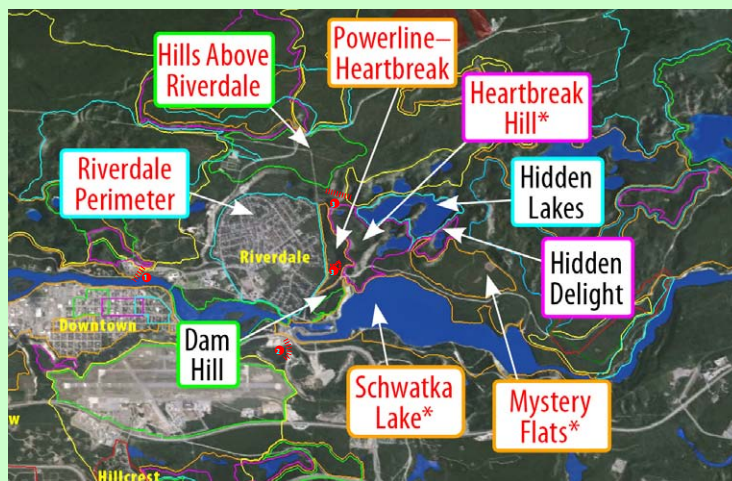 Hills Above
Riverdale
Powerline–
Heartbreak
Heartbreak
Hill*
Riverdale
Perimeter
Hidden
Lakes
Riverdale
Hidden
Delight
Downtown
Dam
Hill
Schwatka
Lake*
Mystery
Flats*
Hillcrest